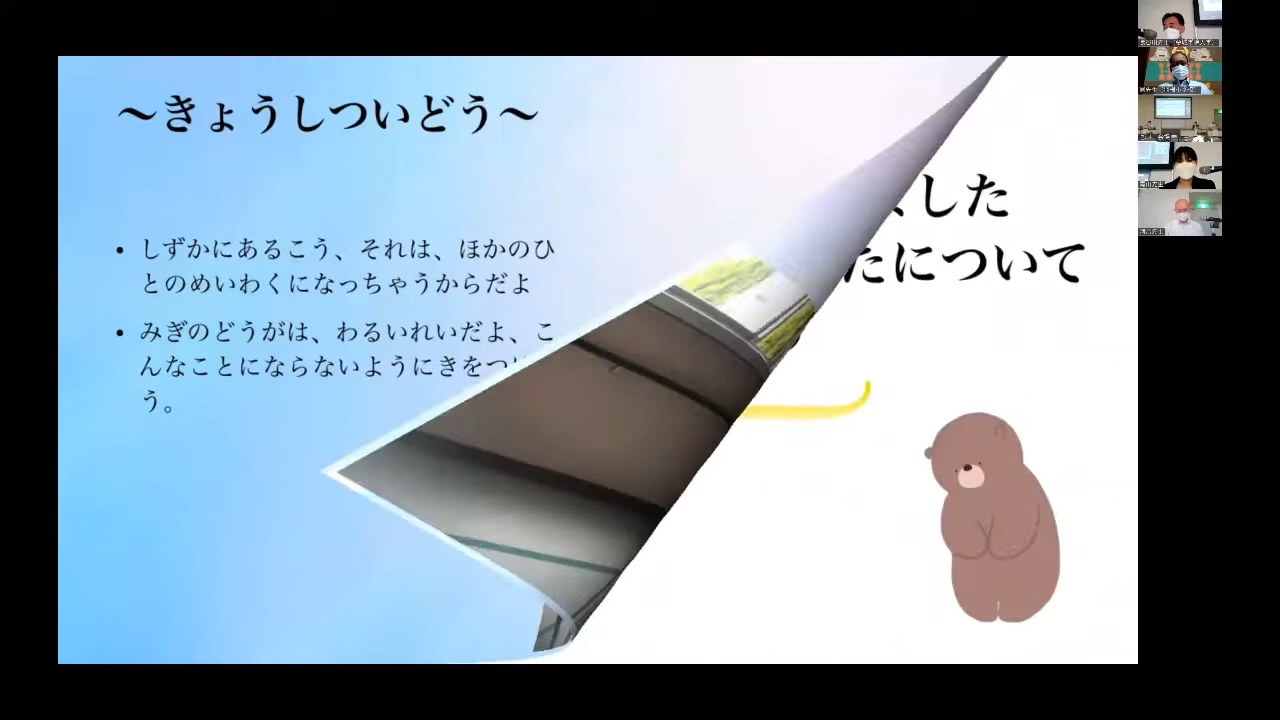 ～きょうしついどう～
• しずかにあるこう、それは、ほかのひ
とのめいわくになっちゃうからだよ
• みぎのどうがは、わるいれいだよ、こ
んなことにならないようにきをつ
う。
した
たについて